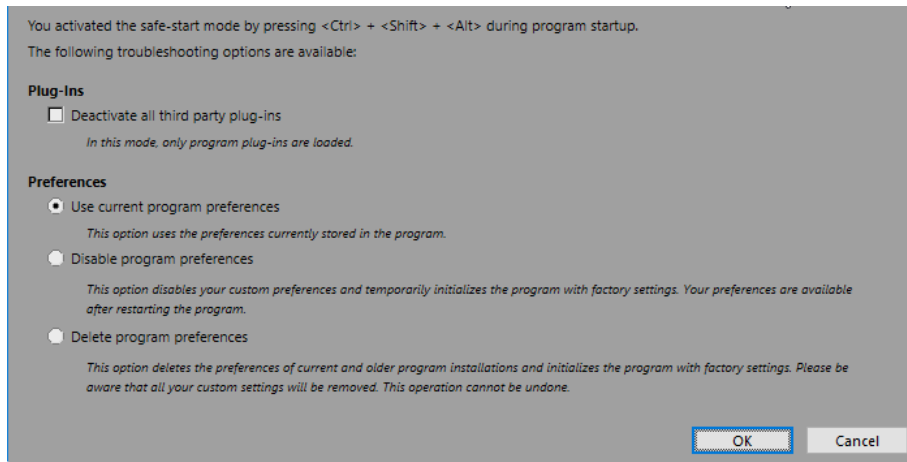 You activated the safe-start mode by pressing <Ctrl> + <Shift> + <Alt> during program startup.
The following troubleshooting options are available:
Plug-Ins
Deactivate all third party plug-ins
In this mode, only program plug-ins are loaded.
Preferences
Use current program preferences
This option uses the preferences currently stored in the program.
Disable program preferences
This option disables your custom preferences and temporarily initializes the program with factory settings. Your preferences are available
after restarting the program.
Delete program preferences
This option deletes the preferences of current and older program installations and initializes the program with factory settings. Please be
aware that all your custom settings will be removed. This operation cannot be undone.
OK
Cancel